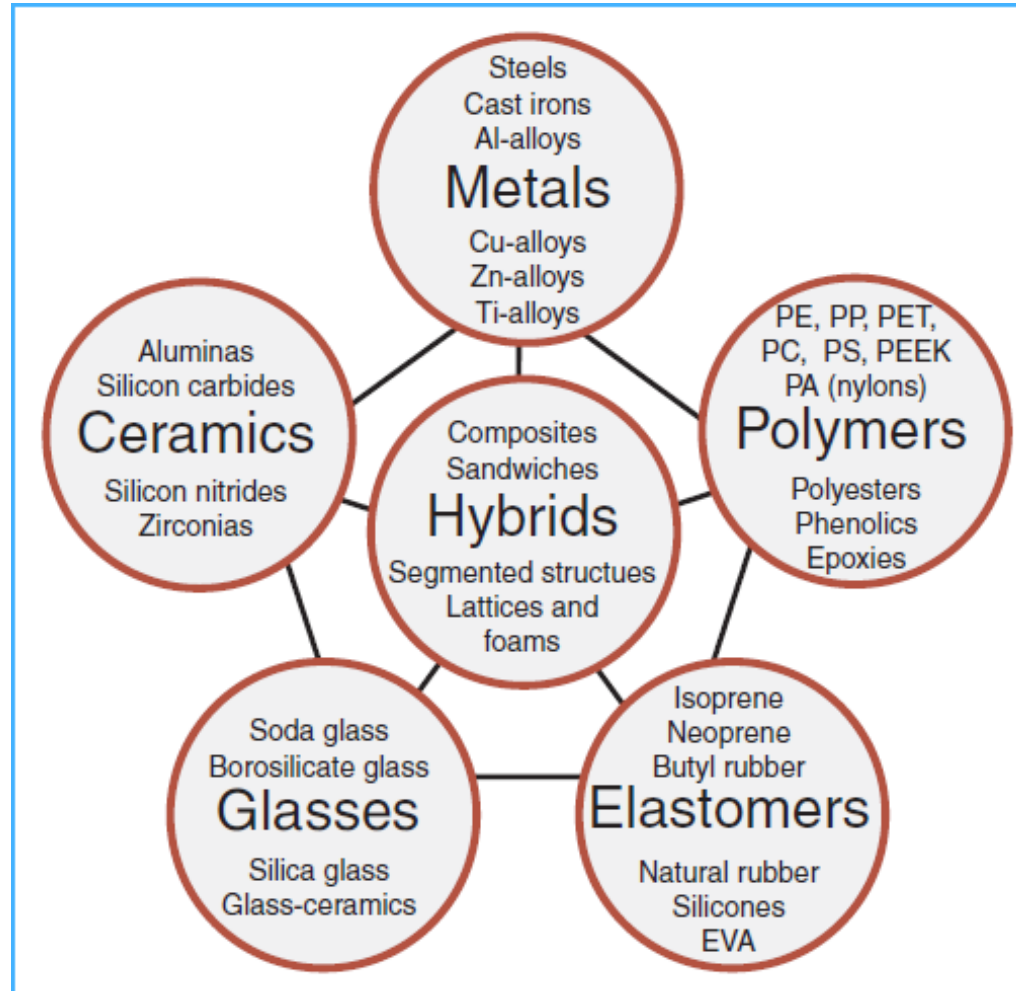 Steels
Cast irons
Al-alloys
Metals
Cu-alloys
Zn-alloys
Ti-alloys
Aluminas
Silicon carbides
Ceramics
Silicon nitrides
Zirconias
PE, PP, PET,
PC, PS, PEEK
PA (nylons)
Polymers
Polyesters
Phenolics
Epoxies
Composites
Sandwiches
Hybrids
Segmented structues
Lattices and
foams
Soda glass
Borosilicate glass
Glasses
Silica glass
Glass-ceramics
Isoprene
Neoprene
Butyl rubber
Elastomers
Natural rubber
Silicones
EVA